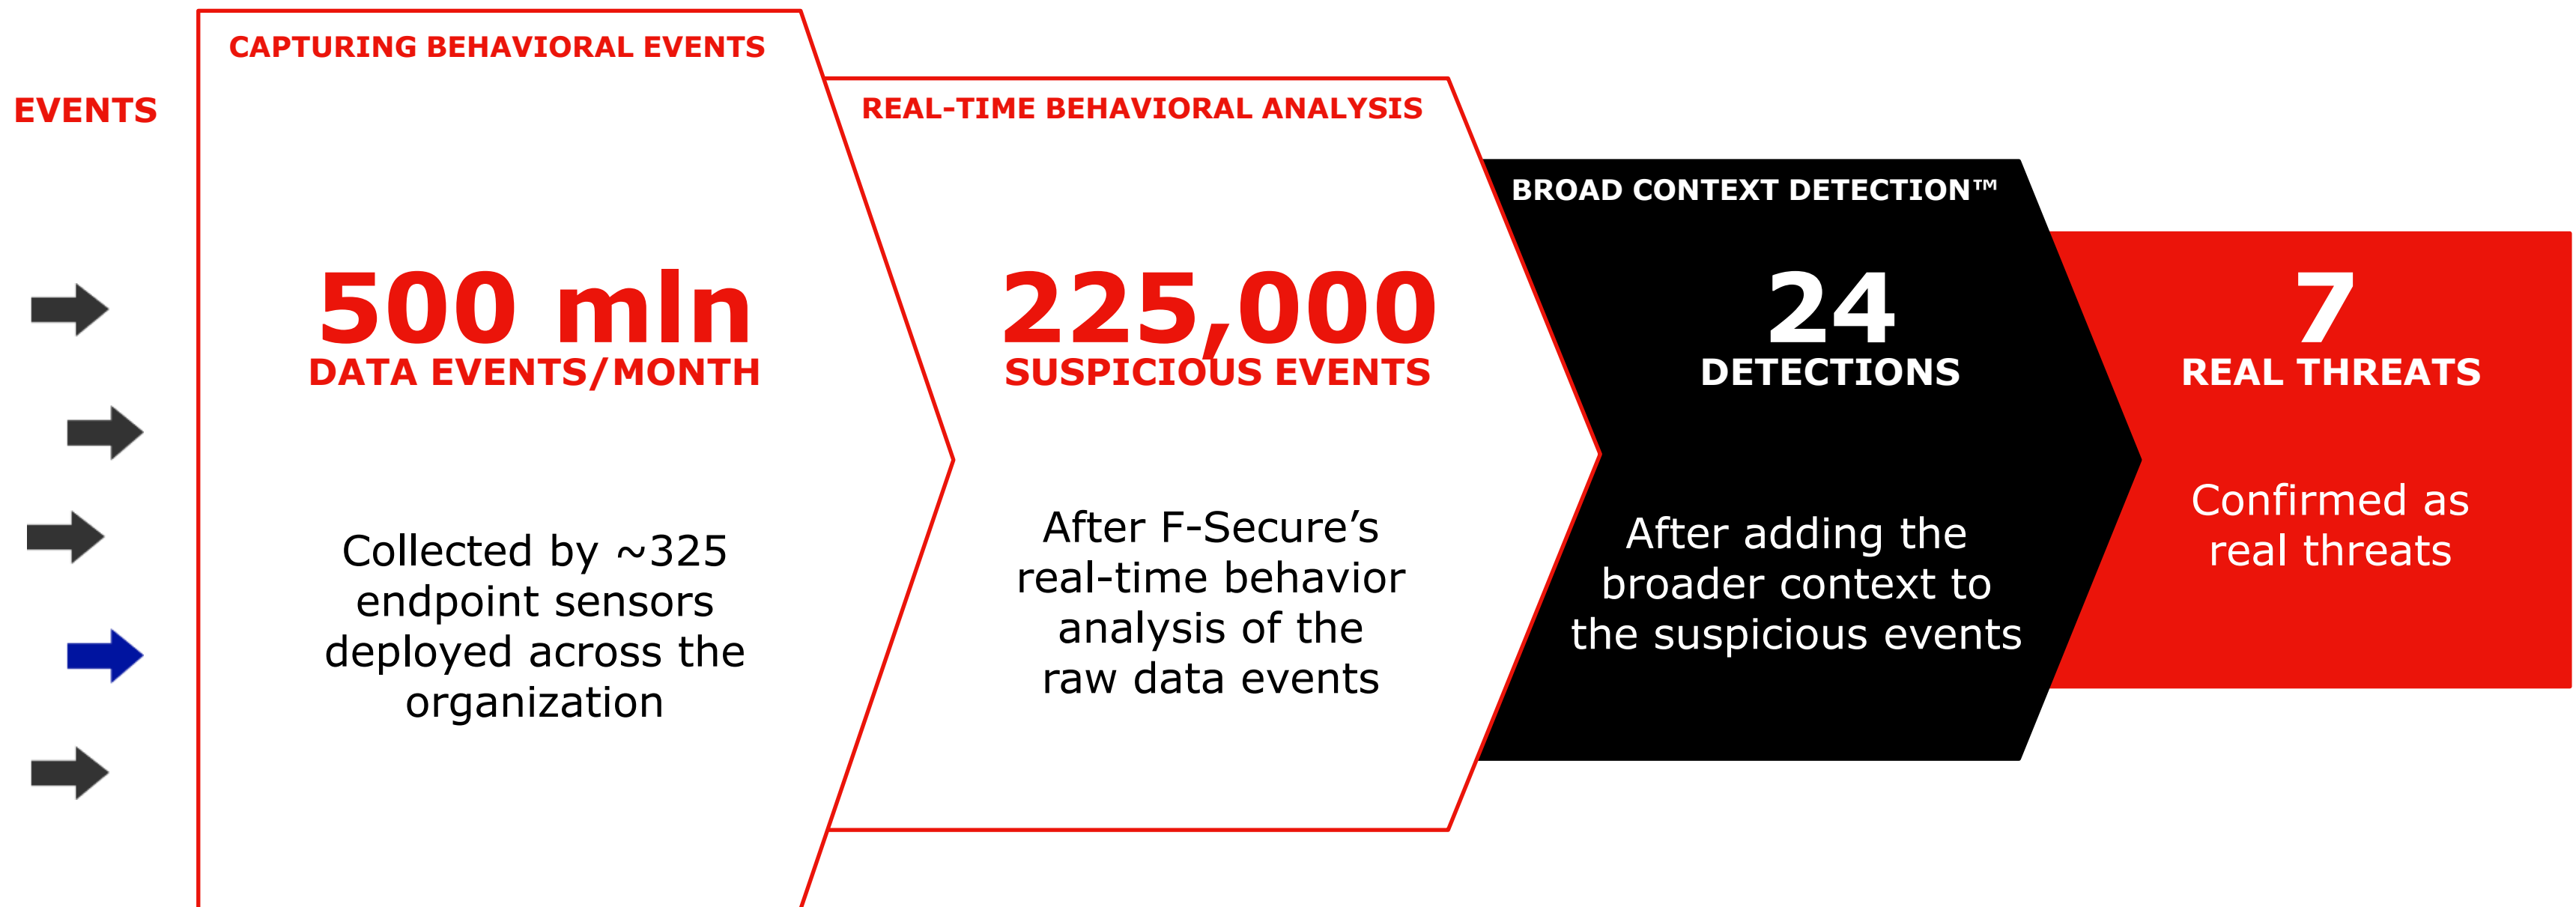 EVENTS
CAPTURING BEHAVIORAL EVENTS
500 mln
DATA EVENTS/MONTH
Collected by ~325
endpoint sensors
deployed across the
organization
REAL-TIME BEHAVIORAL ANALYSIS
225,000
SUSPICIOUS EVENTS
After F-Secure’s
real-time behavior
analysis of the
raw data events
BROAD CONTEXT DETECTION™
24
DETECTIONS
After adding the
broader context to
the suspicious events
7
REAL THREATS
Confirmed as
real threats